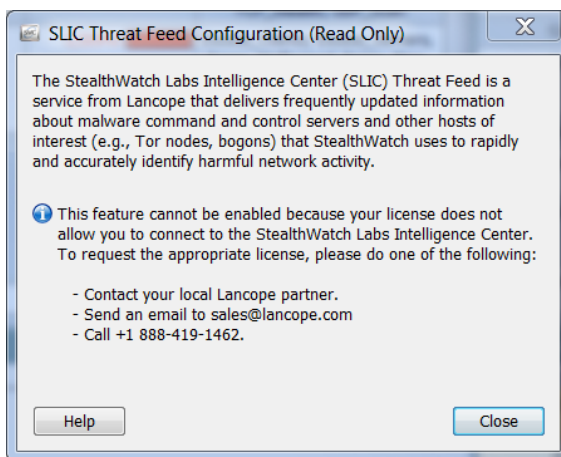 SLIC Threat Feed Configuration (Read Only)
The StealthWatch Labs Intelligence Center (SLIC) Threat Feed is a
service from Lancope that delivers frequently updated information
about malware command and control servers and other hosts of
interest (e.g., Tor nodes, bogons) that StealthWatch uses to rapidly
and accurately identify harmful network activity.
This feature cannot be enabled because your license does not
allow you to connect to the StealthWatch Labs Intelligence Center.
To request the appropriate license, please do one of the following:
- Contact your local Lancope partner.
- Send an email to sales@lancope.com
- Call +1 888-419-1462.
Help
Close